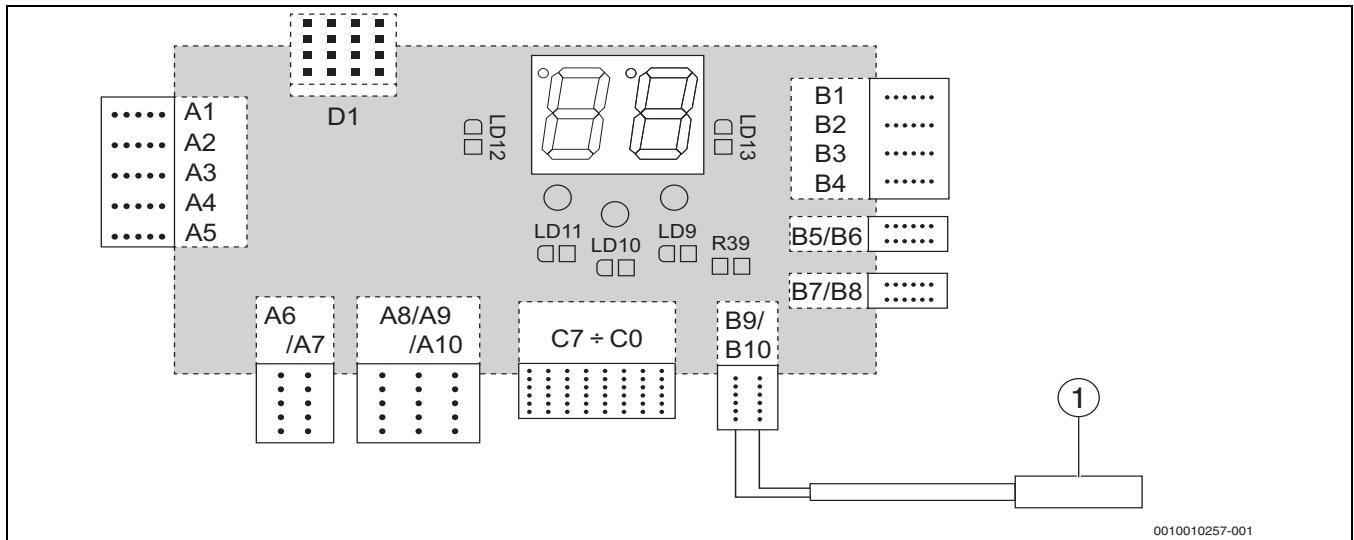 D1
A1
A2
A3
A4
A5
LD12
LD13
B1
B2
B3
B4
LD11
LD10
LD9
R39
B5/B6
B7/B8
A6
/A7
A8/A9
/A10
C7 ÷ C0
B9/
B10
1
0010010257-001